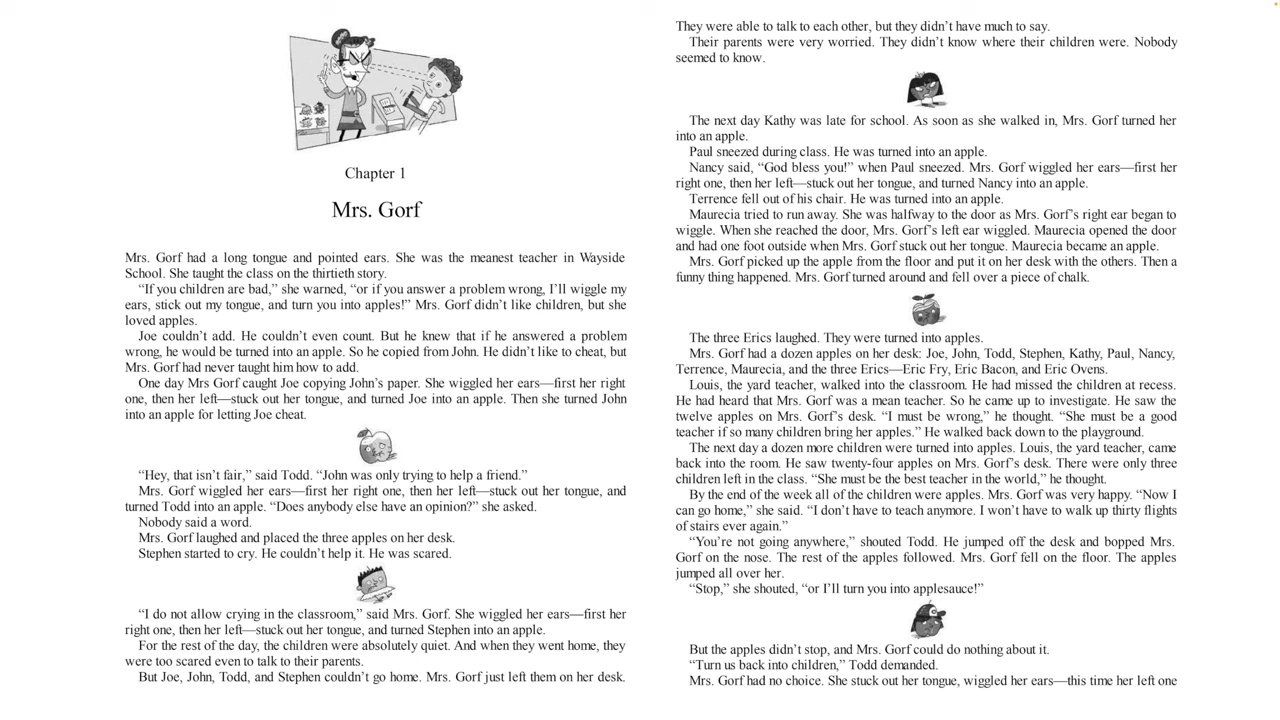 Chapter 1
Mrs. Gorf
Mrs. Gorf had a long tongue and pointed ears. She was the meanest teacher in Wayside
School. She taught the class on the thirtieth story.
“If you children are bad,” she warned, “or if you answer a problem wrong, I’ll wiggle my
ears, stick out my tongue, and turn you into apples!” Mrs. Gorf didn’t like children, but she
loved apples.
Joe couldn’t add. He couldn’t even count. But he knew that if he answered a problem
wrong, he would be turned into an apple. So he copied from John. He didn’t like to cheat, but
Mrs. Gorf had never taught him how to add.
One day Mrs Gorf caught Joe copying John’s paper. She wiggled her ears—first her right
one, then her left—stuck out her tongue, and turned Joe into an apple. Then she turned John
into an apple for letting Joe cheat.
“Hey, that isn’t fair,” said Todd. “John was only trying to help a friend.”
Mrs. Gorf wiggled her ears—first her right one, then her left—stuck out her tongue, and
turned Todd into an apple. “Does anybody else have an opinion?” she asked.
Nobody said a word.
Mrs. Gorf laughed and placed the three apples on her desk.
Stephen started to cry. He couldn’t help it. He was scared.
“I do not allow crying in the classroom,” said Mrs. Gorf. She wiggled her ears—first her
right one, then her left—stuck out her tongue, and turned Stephen into an apple.
For the rest of the day, the children were absolutely quiet. And when they went home, they
were too scared even to talk to their parents.
But Joe, John, Todd, and Stephen couldn’t go home. Mrs. Gorf just left them on her desk.
They were able to talk to each other, but they didn’t have much to say.
Their parents were very worried. They didn’t know where their children were. Nobody
seemed to know.
The next day Kathy was late for school. As soon as she walked in, Mrs. Gorf turned her
into an apple.
Paul sneezed during class. He was turned into an apple.
Nancy said, “God bless you!” when Paul sneezed. Mrs. Gorf wiggled her ears—first her
right one, then her left—stuck out her tongue, and turned Nancy into an apple.
Terrence fell out of his chair. He was turned into an apple.
Maurecia tried to run away. She was halfway to the door as Mrs. Gorf’s right ear began to
wiggle. When she reached the door, Mrs. Gorf’s left ear wiggled. Maurecia opened the door
and had one foot outside when Mrs. Gorf stuck out her tongue. Maurecia became an apple.
Mrs. Gorf picked up the apple from the floor and put it on her desk with the others. Then a
funny thing happened. Mrs. Gorf turned around and fell over a piece of chalk.
The three Erics laughed. They were turned into apples.
Mrs. Gorf had a dozen apples on her desk: Joe, John, Todd, Stephen, Kathy, Paul, Nancy,
Terrence, Maurecia, and the three Erics—Eric Fry, Eric Bacon, and Eric Ovens.
Louis, the yard teacher, walked into the classroom. He had missed the children at recess.
He had heard that Mrs. Gorf was a mean teacher. So he came up to investigate. He saw the
twelve apples on Mrs. Gorf’s desk. “I must be wrong,” he thought. “She must be a good
teacher if so many children bring her apples.” He walked back down to the playground.
The next day a dozen more children were turned into apples. Louis, the yard teacher, came
back into the room. He saw twenty-four apples on Mrs. Gorf’s desk. There were only three
children left in the class. “She must be the best teacher in the world,” he thought.
By the end of the week all of the children were apples. Mrs. Gorf was very happy. “Now I
can go home,” she said. “I don’t have to teach anymore. I won’t have to walk up thirty flights
of stairs ever again.”
“You’re not going anywhere,” shouted Todd. He jumped off the desk and bopped Mrs.
Gorf on the nose. The rest of the apples followed. Mrs. Gorf fell on the floor. The apples
jumped all over her.
“Stop,” she shouted, “or I’ll turn you into applesauce!”
But the apples didn’t stop, and Mrs. Gorf could do nothing about it.
“Turn us back into children,” Todd demanded.
Mrs. Gorf had no choice. She stuck out her tongue, wiggled her ears—this time her left one